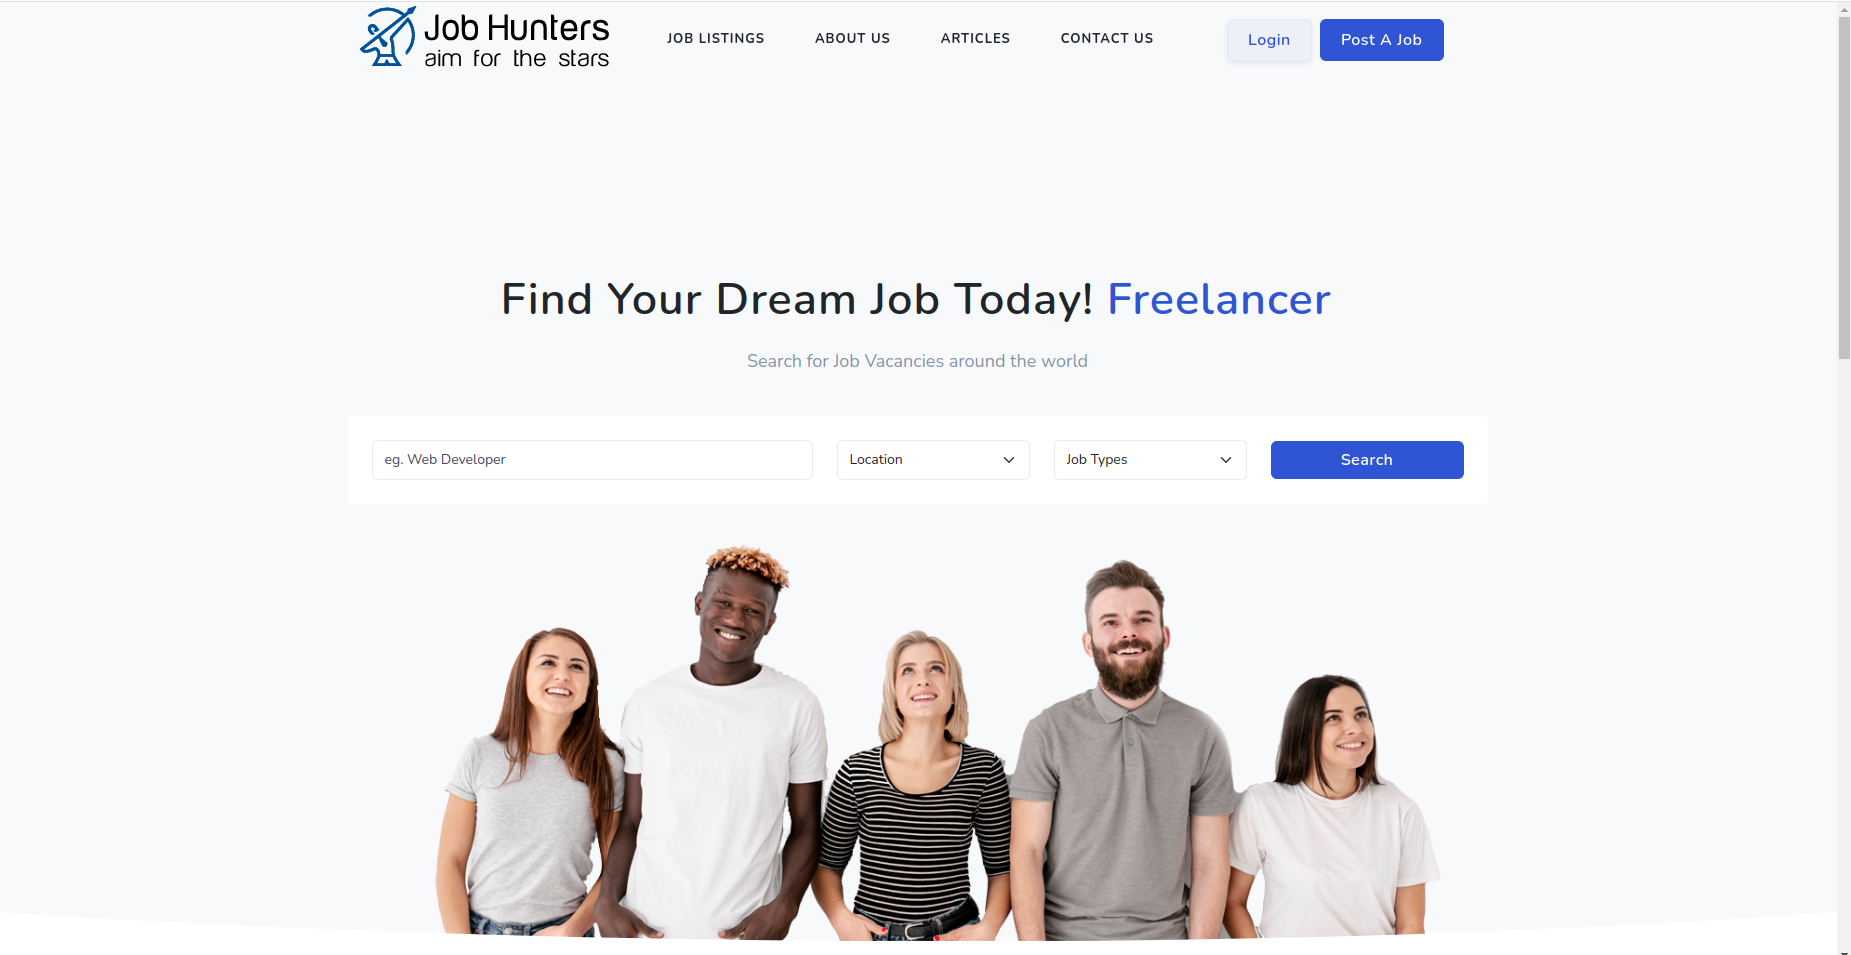 Job Hunters
aim for the stars
JOB LISTINGS
ABOUT US
ARTICLES
CONTACT US
Login
Post A Job
Find Your Dream Job Today! Freelancer
Search for Job Vacancies around the world
eg. Web Developer
Location
Job Types
Search